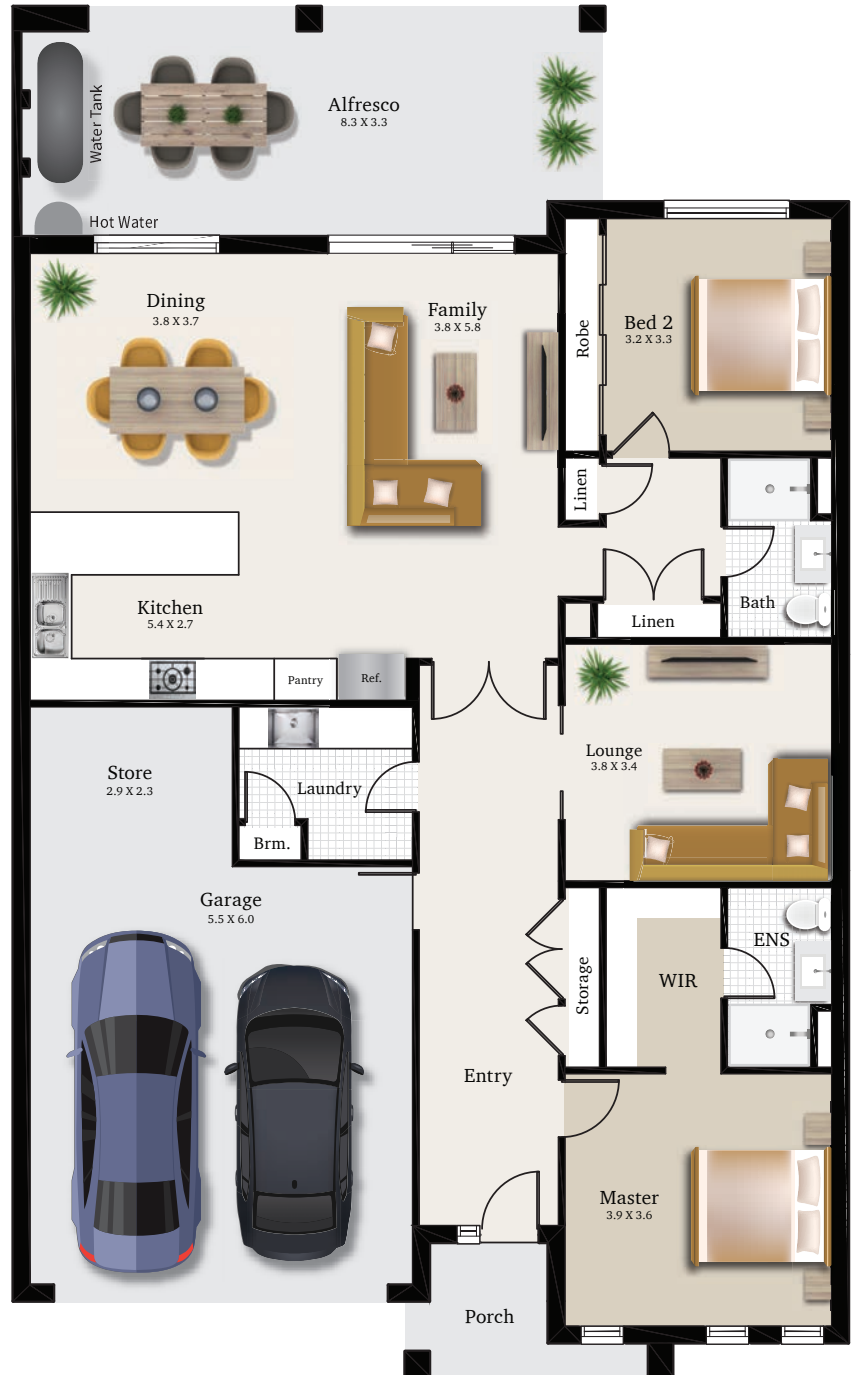 Alfresco
8.3 X 3.3
Water Tank
Hot Water
Dining
3.8 X 3.7
Family
3.8 X 5.8
Robe
Bed 2
3.2 X 3.3
Linen
Kitchen
5.4 X 2.7
Bath
Linen
Pantry
Ref.
Store
2.9 X 2.3
Laundry
Brm.
Lounge
3.8 X 3.4
Garage
5.5 X 6.0
Storage
WIR
ENS
Entry
Master
3.9 X 3.6
Porch